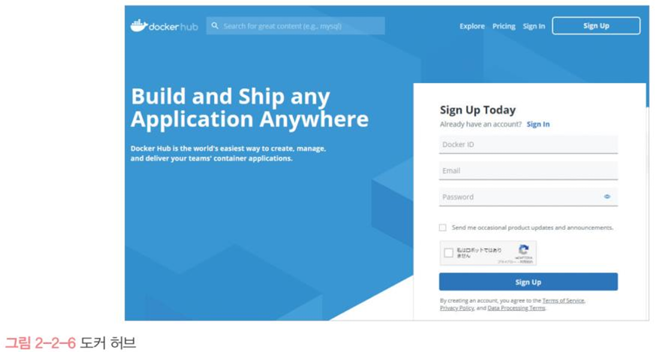 dockerhub
Search for great content (e.g., mysql)
Explore Pricing Sign In Sign Up
Build and Ship any
Application Anywhere
Docker Hub is the world's easiest way to create, manage,
and deliver your teams' container applications.
Sign Up Today
Already have an account? Sign In
Docker ID
Email
Password
Send me occasional product updates and announcements.
私はロボットではあり
ません
reCAPTCHA
Sign Up
By creating an account, you agree to the Terms of Service,
Privacy Policy, and Data Processing Terms.
그림 2-2-6 도커 허브